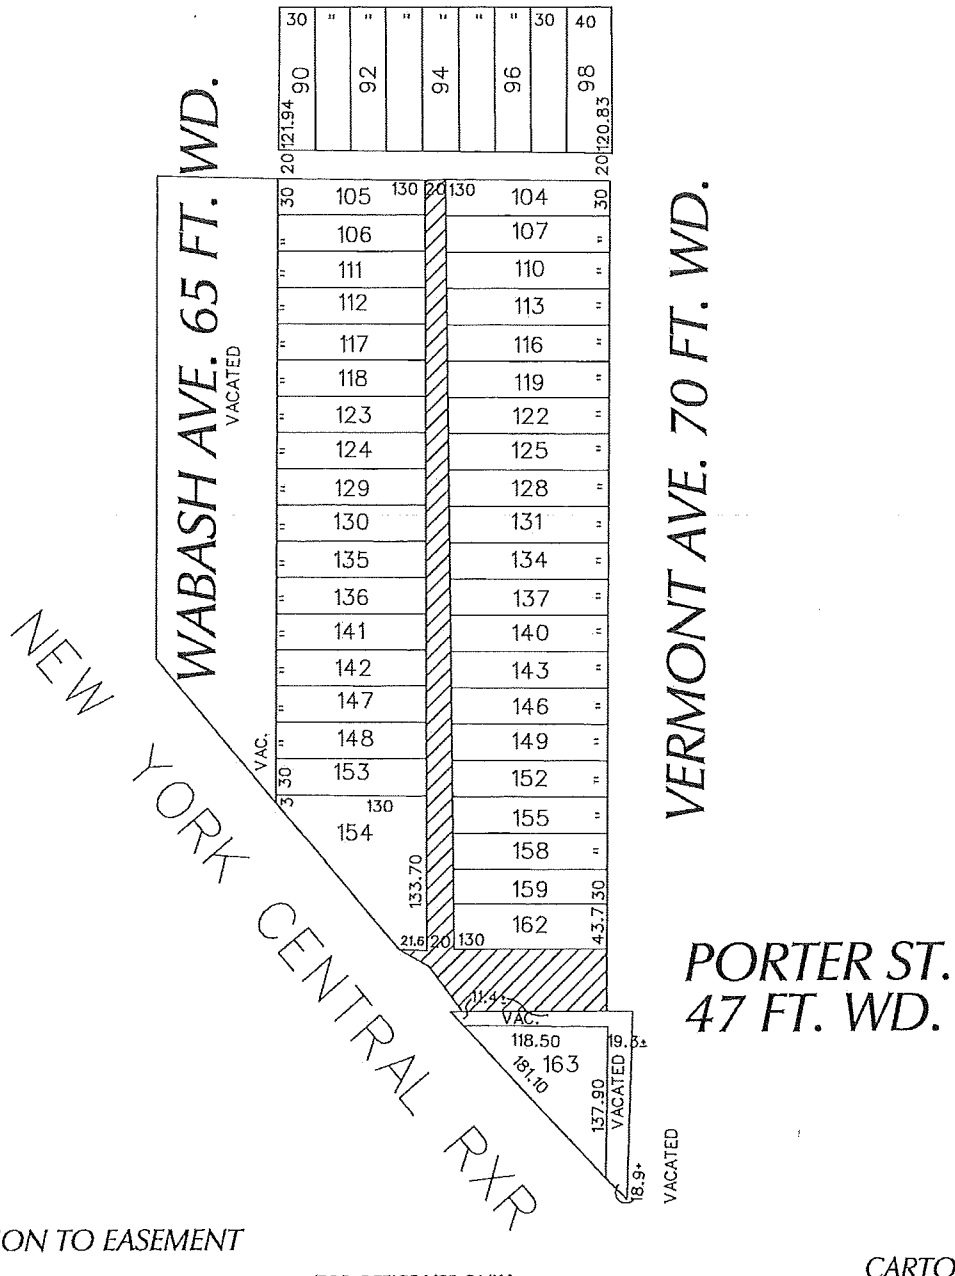 30 " " " " " 30 40
90 92 94 96 98
121.94 120.83
20 20
WABASH AVE. 65 FT. WD.
VACATED
30 105 130 20 130 104 30
" 106 107 "
" 111 110 "
" 112 113 "
" 117 116 "
" 118 119 "
" 123 122 "
" 124 125 "
" 129 128 "
" 130 131 "
" 135 134 "
" 136 137 "
" 141 140 "
" 142 143 "
" 147 146 "
" 148 149 "
VAC.
30 153 152 "
3 130
154 155 "
158 "
133.70
159 30
162 43.7
21.6 20 130
VERMONT AVE. 70 FT. WD.
NEW YORK CENTRAL RXR
PORTER ST.
47 FT. WD.
11.4±
VAC.
118.50 19.3±
163
181.10
137.90
VACATED
18.9+
VACATED
ON TO EASEMENT
CARTO